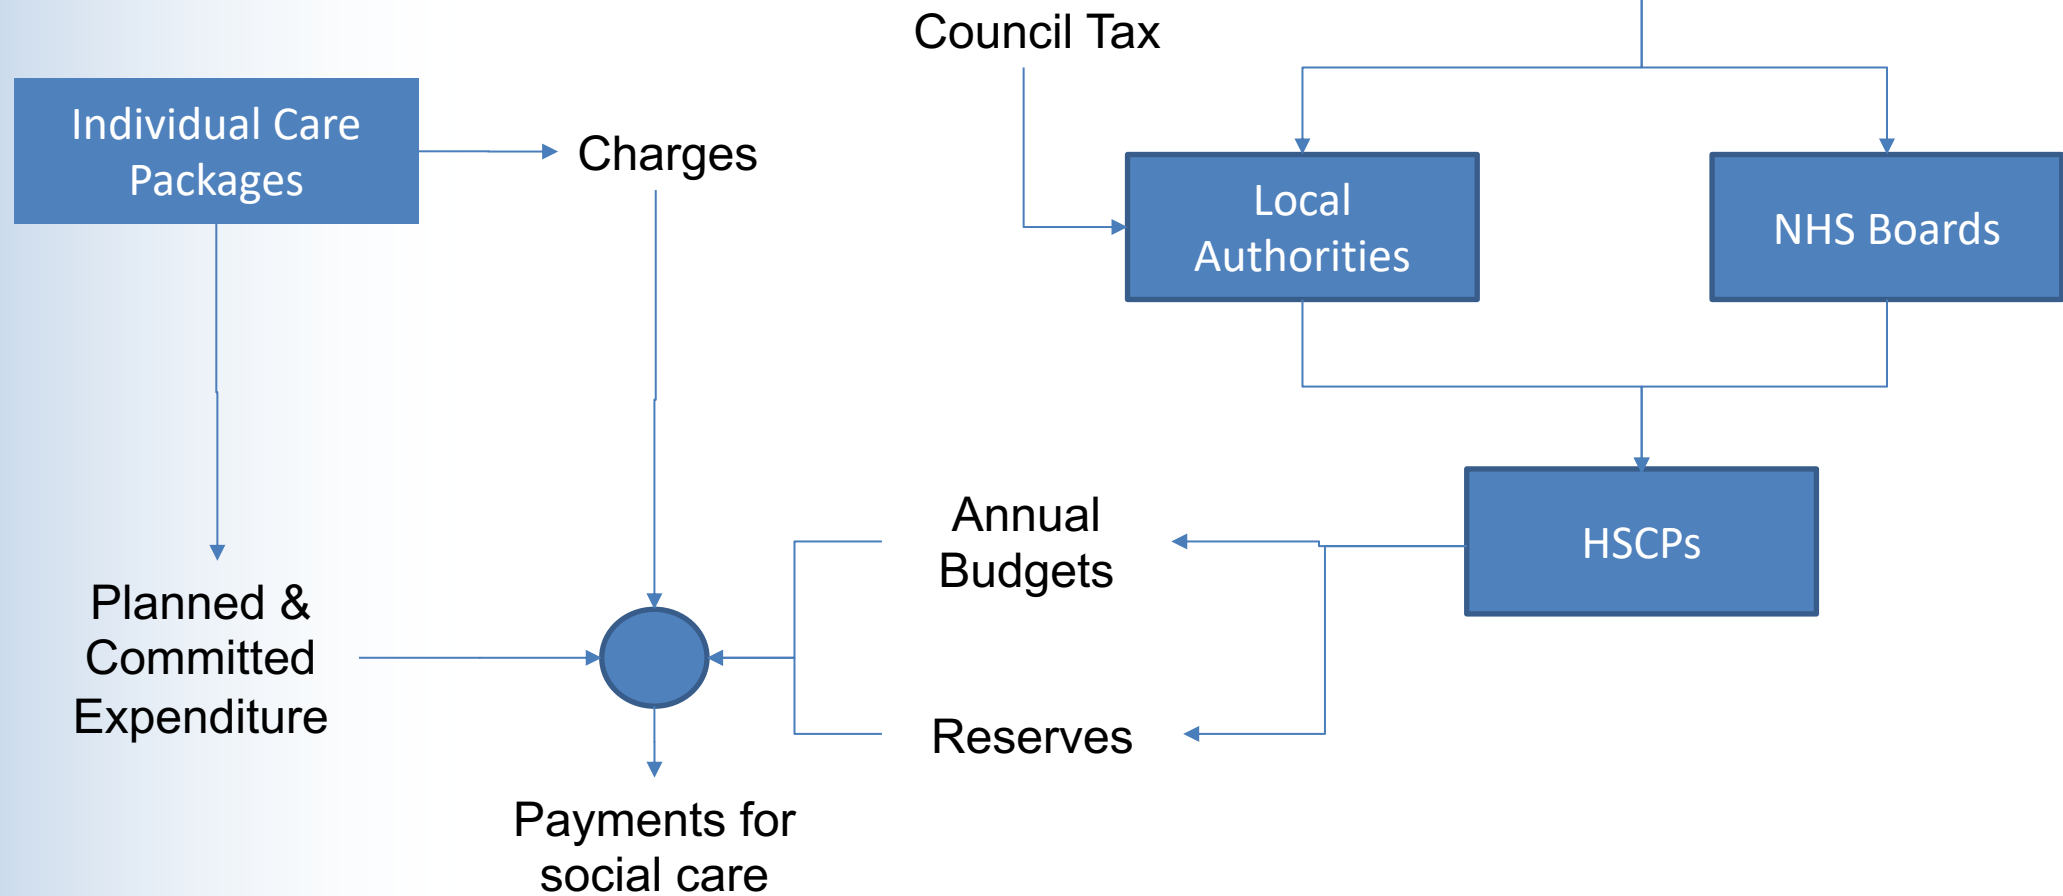 Council Tax
Individual Care
Packages
Charges
Local
Authorities
NHS Boards
Annual
Budgets
HSCPs
Planned &
Committed
Expenditure
Reserves
Payments for
social care